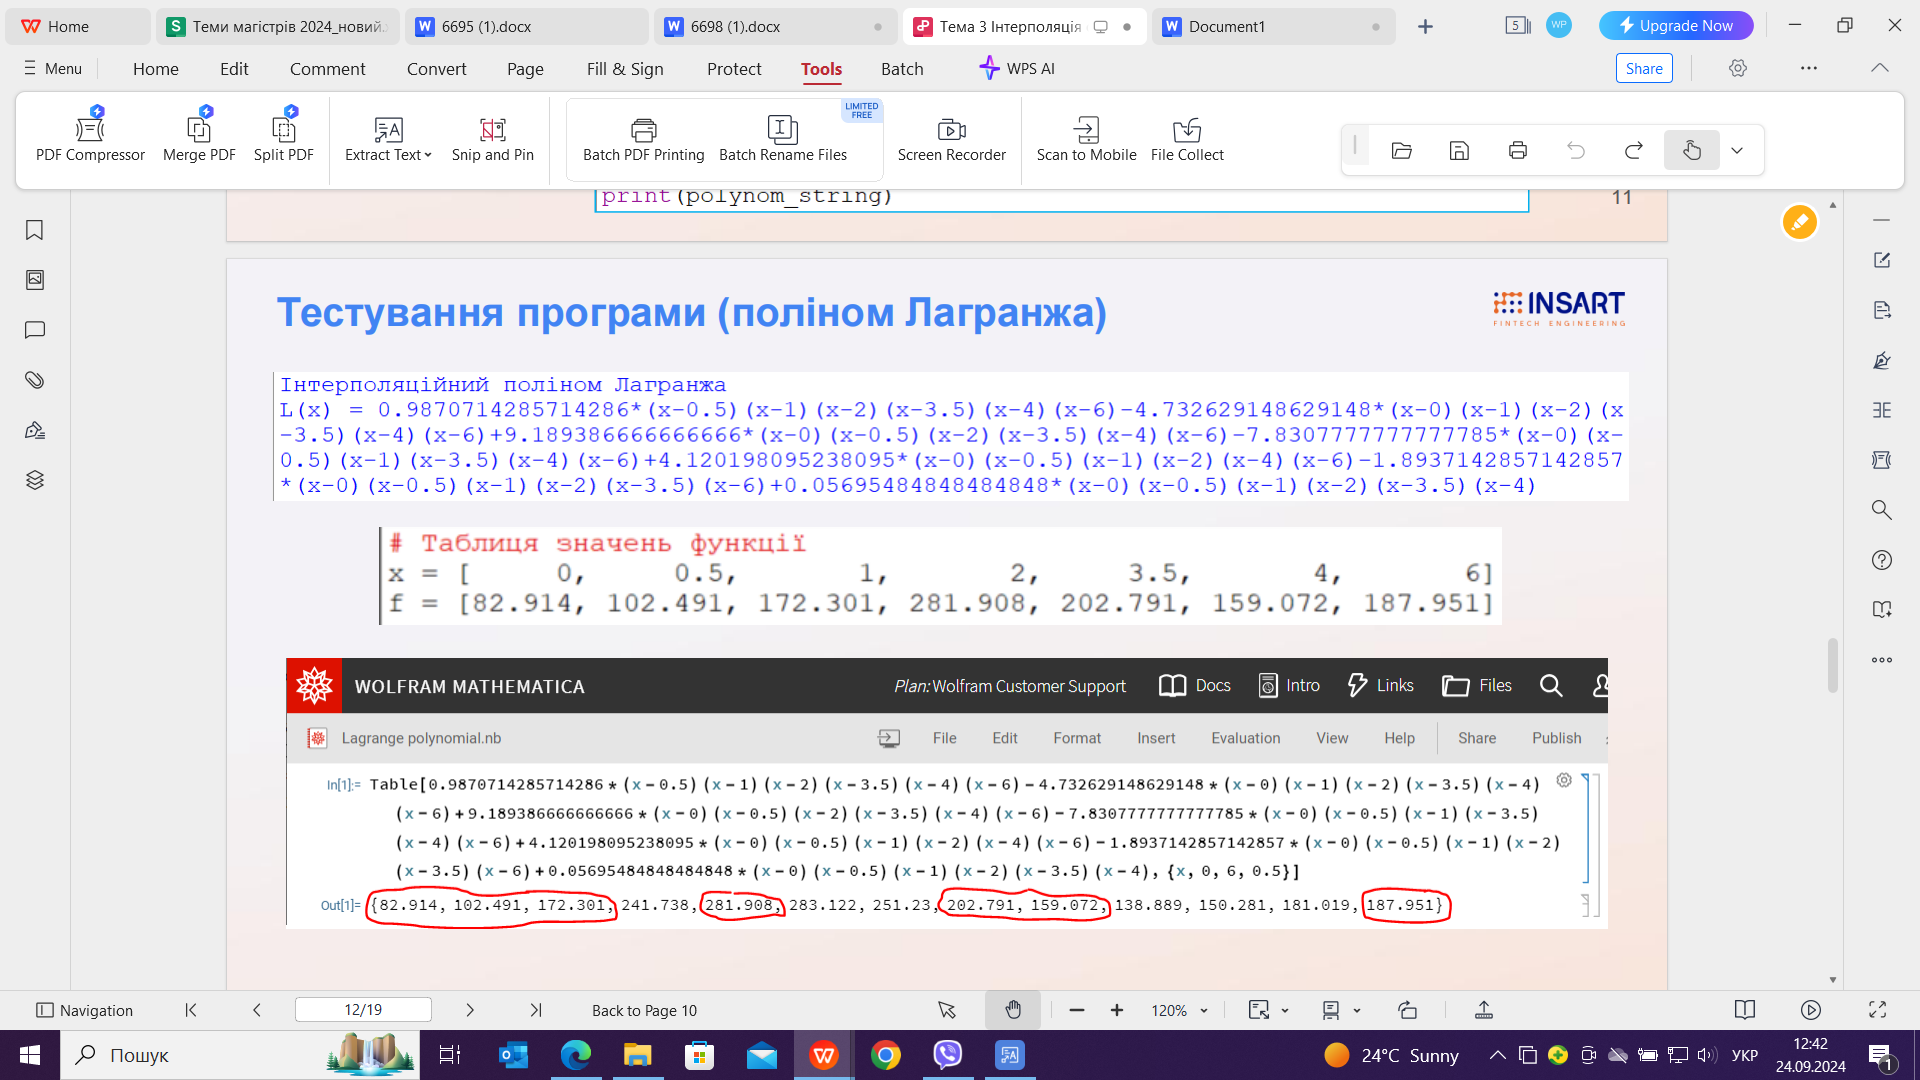 Home
Теми магістрів 2024_новий.
6695 (1).docx
6698 (1).docx
Тема 3 Інтерполяція
Document1
5
WP
Upgrade Now
Menu
Home
Edit
Comment
Convert
Page
Fill & Sign
Protect
Tools
Batch
WPS AI
Share
PDF Compressor
Merge PDF
Split PDF
Extract Text
Snip and Pin
Batch PDF Printing
Batch Rename Files
LIMITED
FREE
Screen Recorder
Scan to Mobile
File Collect
print(polynom_string)
11
Тестування програми (поліном Лагранжа)
INSART
FINTECH ENGINEERING
Інтерполяційний поліном Лагранжа
L(x) = 0.9870714285714286*(x-0.5)(x-1)(x-2)(x-3.5)(x-4)(x-6)-4.732629148629148*(x-0)(x-1)(x-2)(x
-3.5)(x-4)(x-6)+9.189386666666666*(x-0)(x-0.5)(x-2)(x-3.5)(x-4)(x-6)-7.8307777777777785*(x-0)(x-
0.5)(x-1)(x-3.5)(x-4)(x-6)+4.120198095238095*(x-0)(x-0.5)(x-1)(x-2)(x-4)(x-6)-1.8937142857142857
*(x-0)(x-0.5)(x-1)(x-2)(x-3.5)(x-6)+0.05695484848484848*(x-0)(x-0.5)(x-1)(x-2)(x-3.5)(x-4)
# Таблиця значень функції
x = [ 0, 0.5, 1, 2, 3.5, 4, 6]
f = [82.914, 102.491, 172.301, 281.908, 202.791, 159.072, 187.951]
WOLFRAM MATHEMATICA
Plan: Wolfram Customer Support
Docs
Intro
Links
Files
Lagrange polynomial.nb
File
Edit
Format
Insert
Evaluation
View
Help
Share
Publish
In[1]:= Table[0.9870714285714286*(x-0.5)(x-1)(x-2)(x-3.5)(x-4)(x-6)-4.732629148629148*(x-0)(x-1)(x-2)(x-3.5)(x-4)
(x-6)+9.189386666666666*(x-0)(x-0.5)(x-2)(x-3.5)(x-4)(x-6)-7.8307777777777785*(x-0)(x-0.5)(x-1)(x-3.5)
(x-4)(x-6)+4.120198095238095*(x-0)(x-0.5)(x-1)(x-2)(x-4)(x-6)-1.8937142857142857*(x-0)(x-0.5)(x-1)(x-2)
(x-3.5)(x-6)+0.05695484848484848*(x-0)(x-0.5)(x-1)(x-2)(x-3.5)(x-4), {x, 0, 6, 0.5}]
Out[1]= {82.914, 102.491, 172.301, 241.738, 281.908, 283.122, 251.23, 202.791, 159.072, 138.889, 150.281, 181.019, 187.951}
Navigation
12/19
Back to Page 10
120%
Пошук
24°C Sunny
УКР
12:42
24.09.2024
1